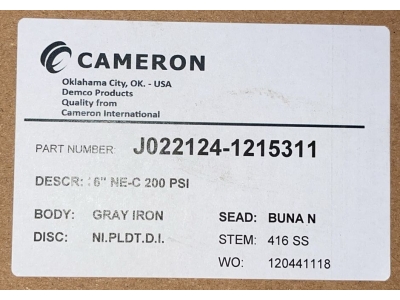 CAMERON
Oklahoma City, OK. - USA
Demco Products
Quality from
Cameron International
PART NUMBER: J022124-1215311
DESCR: 6" NE-C 200 PSI
BODY: GRAY IRON SEAD: BUNA N
DISC: NI.PLDT.D.I. STEM: 416 SS
WO: 120441118